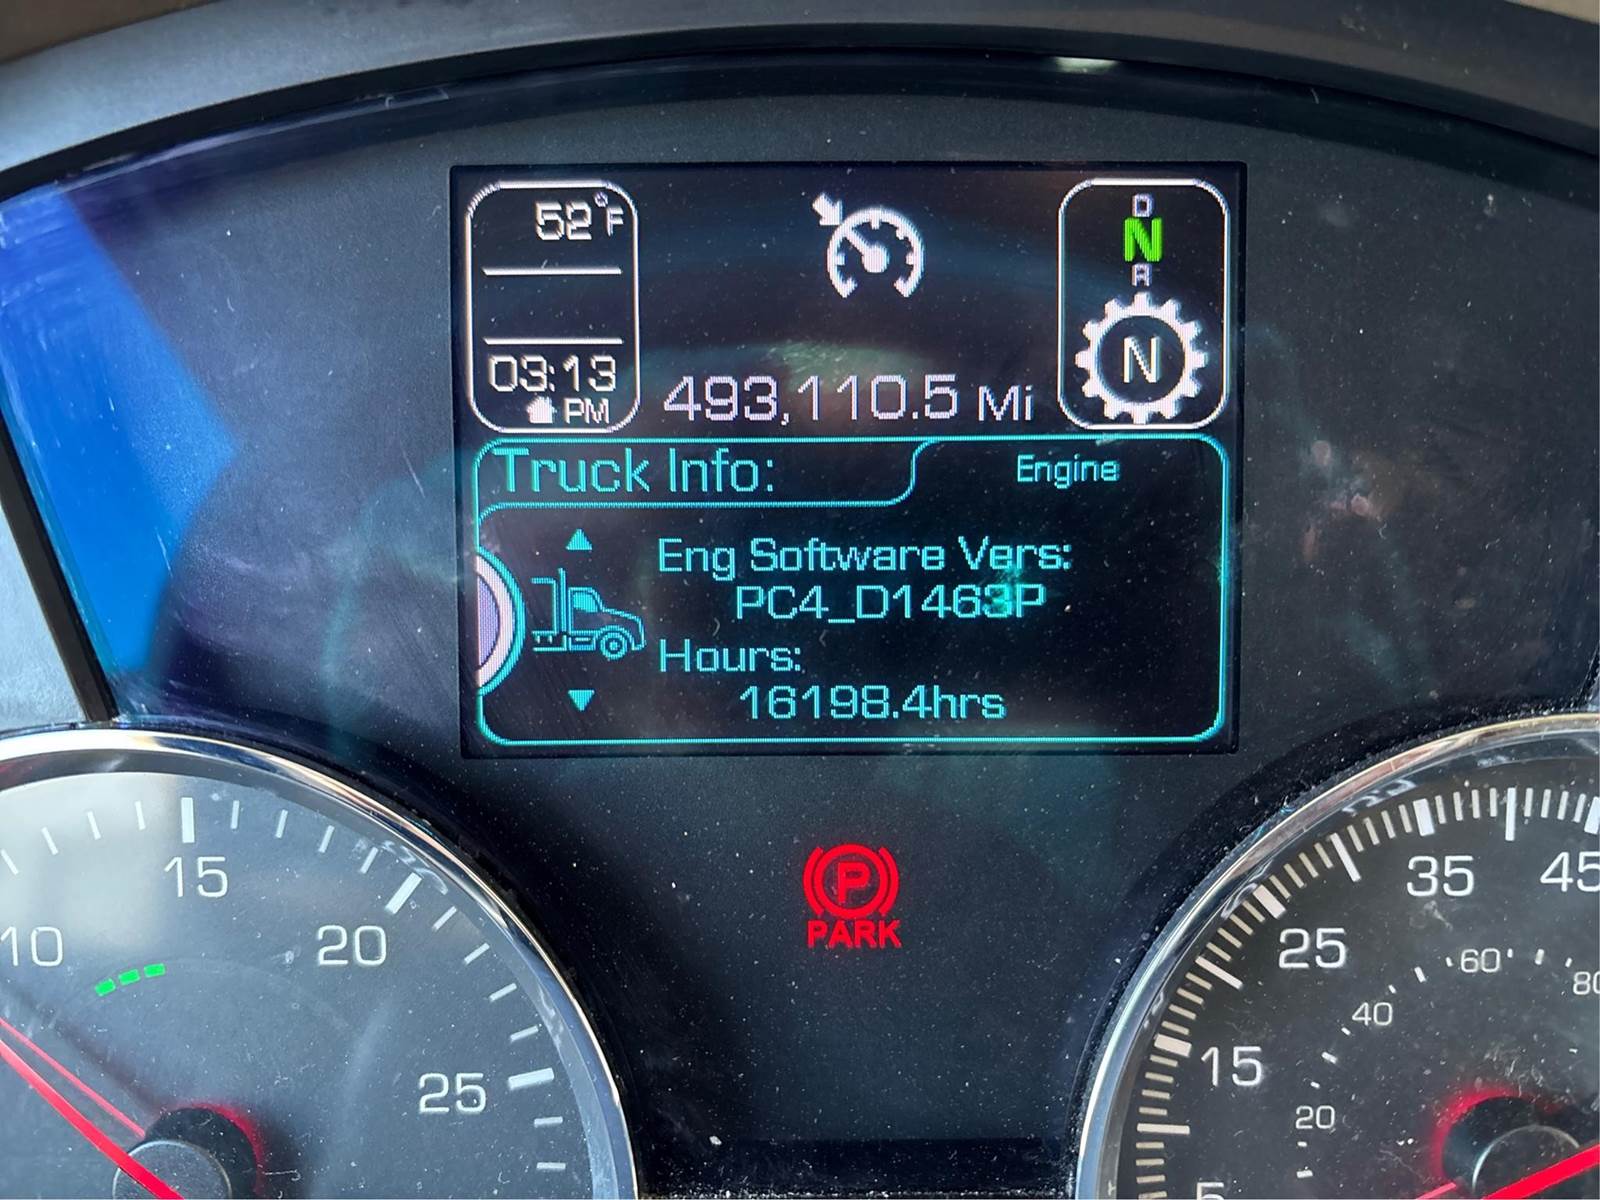 52°F
03:13
PM
493,110.5 Mi
D
N
R
N
Truck Info:
Engine
Eng Software Vers:
PC4_D1463P
Hours:
16198.4hrs
P
PARK
10
15
20
25
5
15
25
35
45
20
40
60
80